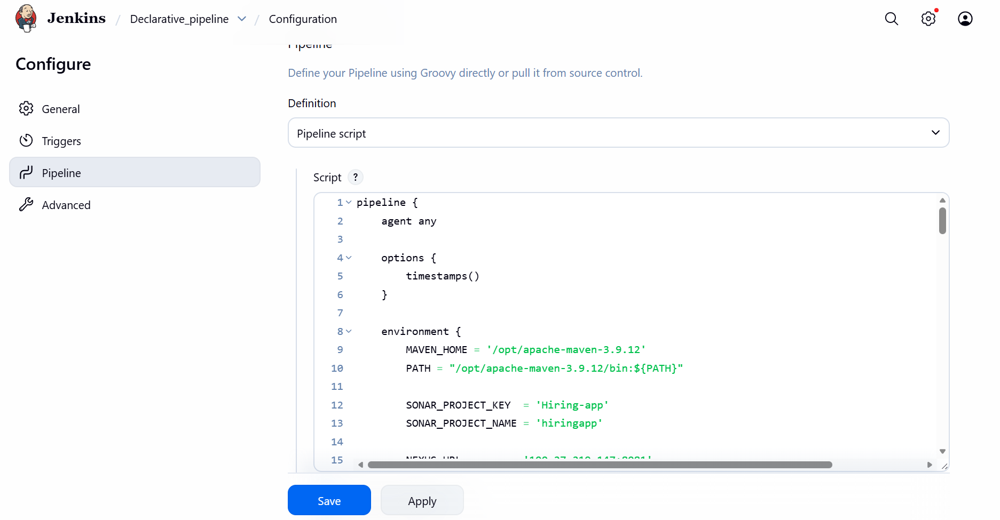 Jenkins / Declarative_pipeline / Configuration
Configure
General
Triggers
Pipeline
Advanced
Pipeline
Define your Pipeline using Groovy directly or pull it from source control.
Definition
Pipeline script
Script ?
1 pipeline {
2     agent any
3
4     options {
5         timestamps()
6     }
7
8     environment {
9         MAVEN_HOME = '/opt/apache-maven-3.9.12'
10         PATH = "/opt/apache-maven-3.9.12/bin:${PATH}"
11
12         SONAR_PROJECT_KEY  = 'Hiring-app'
13         SONAR_PROJECT_NAME = 'hiringapp'
14
15
Save
Apply